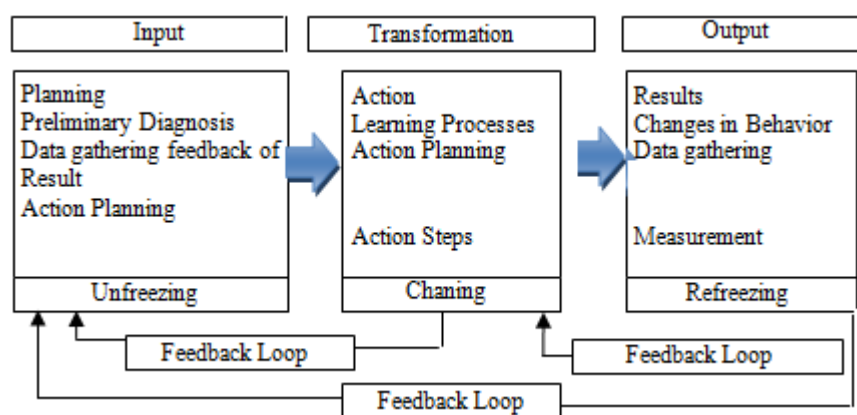 Input
Transformation
Output
Planning
Preliminary Diagnosis
Data gathering feedback of
Result
Action Planning
Unfreezing
Action
Learning Processes
Action Planning
Action Steps
Chaning
Results
Changes in Behavior
Data gathering
Measurement
Refreezing
Feedback Loop
Feedback Loop
Feedback Loop